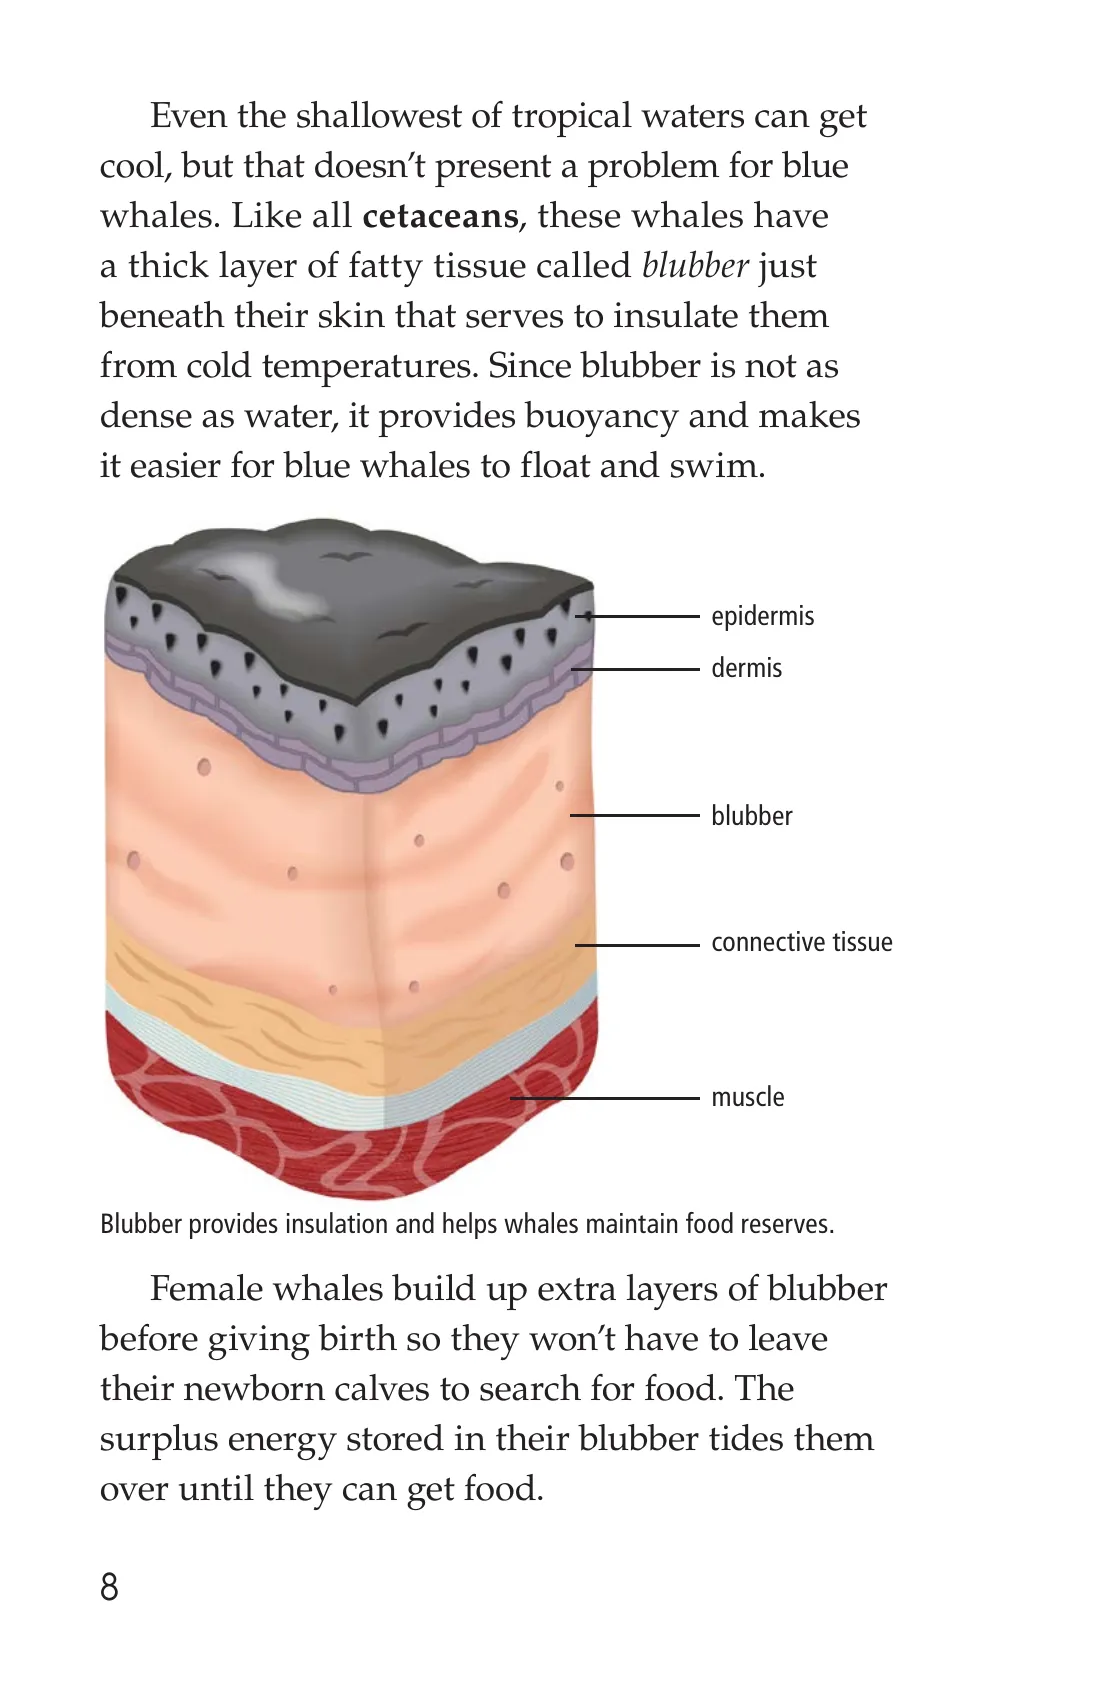 Even the shallowest of tropical waters can get
cool, but that doesn’t present a problem for blue
whales. Like all cetaceans, these whales have
a thick layer of fatty tissue called blubber just
beneath their skin that serves to insulate them
from cold temperatures. Since blubber is not as
dense as water, it provides buoyancy and makes
it easier for blue whales to float and swim.
epidermis
dermis
blubber
connective tissue
muscle
Blubber provides insulation and helps whales maintain food reserves.
Female whales build up extra layers of blubber
before giving birth so they won’t have to leave
their newborn calves to search for food. The
surplus energy stored in their blubber tides them
over until they can get food.
8